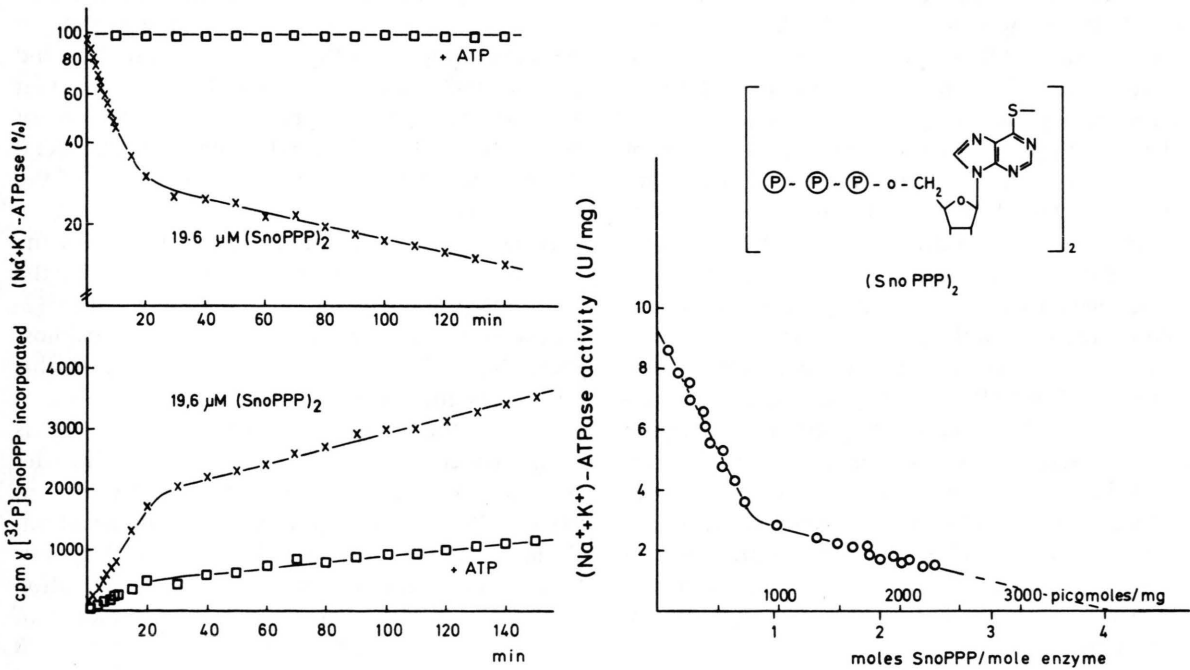 (Na⁺+K⁺)-ATPase (%)
100
80
60
40
20
+ ATP
19.6 µM (SnoPPP)₂
20 40 60 80 100 120 min
cpm γ [³²P] SnoPPP incorporated
4000
3000
2000
1000
19,6 µM (SnoPPP)₂
+ ATP
20 40 60 80 100 120 140
min
S
N
N
N
N
P - P - P - o - CH₂
O
2
(Sno PPP)₂
(Na⁺+K⁺)-ATPase activity (U/mg)
10
8
6
4
2
1000 2000 3000-picomoles/mg
1 2 3 4
moles SnoPPP/mole enzyme